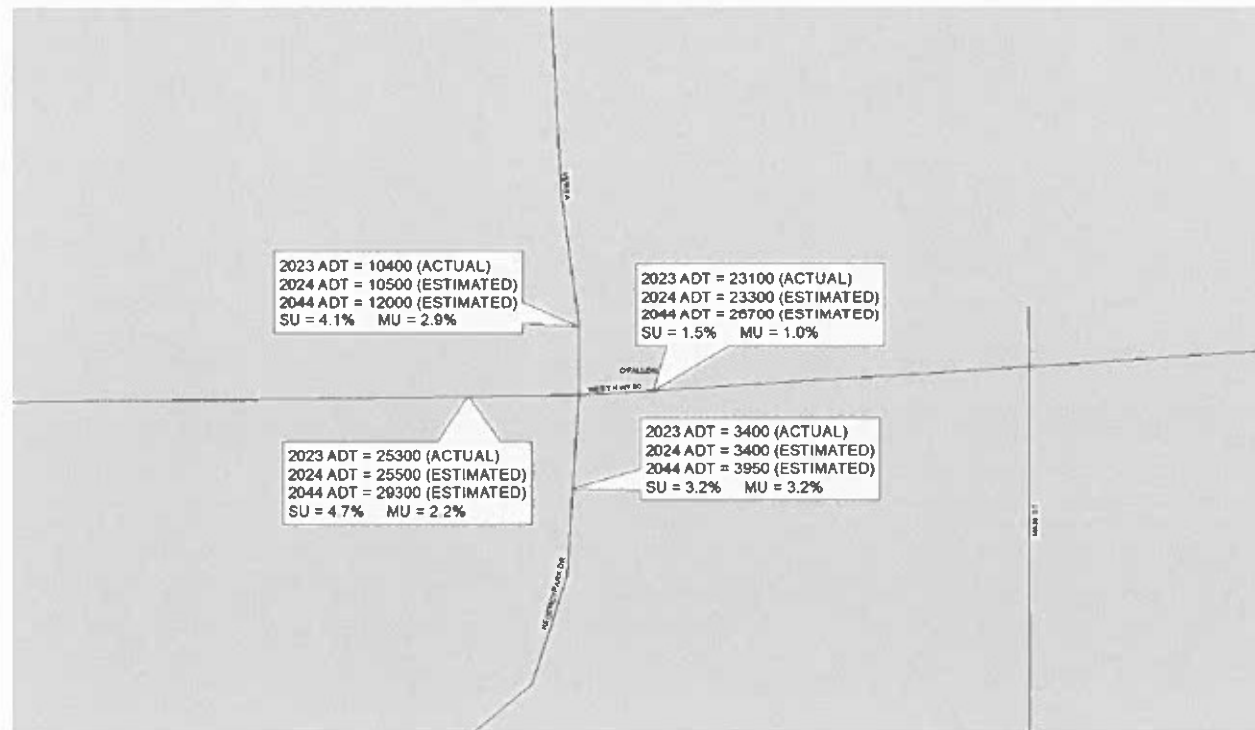 2023 ADT = 10400 (ACTUAL)
2024 ADT = 10500 (ESTIMATED)
2044 ADT = 12000 (ESTIMATED)
SU = 4.1% MU = 2.9%
2023 ADT = 23100 (ACTUAL)
2024 ADT = 23300 (ESTIMATED)
2044 ADT = 26700 (ESTIMATED)
SU = 1.5% MU = 1.0%
O'FALLON
WEST HWY 50
2023 ADT = 25300 (ACTUAL)
2024 ADT = 25500 (ESTIMATED)
2044 ADT = 29300 (ESTIMATED)
SU = 4.7% MU = 2.2%
2023 ADT = 3400 (ACTUAL)
2024 ADT = 3400 (ESTIMATED)
2044 ADT = 3950 (ESTIMATED)
SU = 3.2% MU = 3.2%
PARK DR
MAIN ST